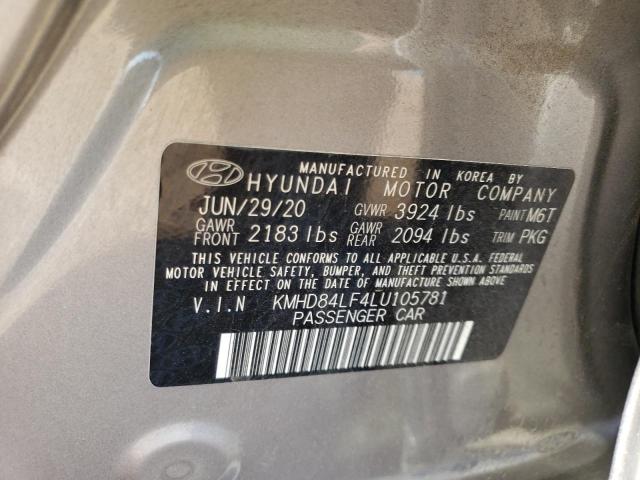 MANUFACTURED IN KOREA BY
HYUNDAI MOTOR COMPANY
JUN/29/20 GVWR 3924 lbs PAINT M6T
GAWR FRONT 2183 lbs GAWR REAR 2094 lbs TRIM PKG
THIS VEHICLE CONFORMS TO ALL APPLICABLE U.S.A. FEDERAL
MOTOR VEHICLE SAFETY, BUMPER, AND THEFT PREVENTION STANDARDS
IN EFFECT ON THE DATE OF MANUFACTURE SHOWN ABOVE.
V.I.N KMHD84LF4LU105781
PASSENGER CAR